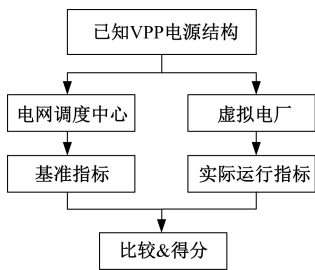 已知VPP电源结构
电网调度中心
虚拟电厂
基准指标
实际运行指标
比较&得分